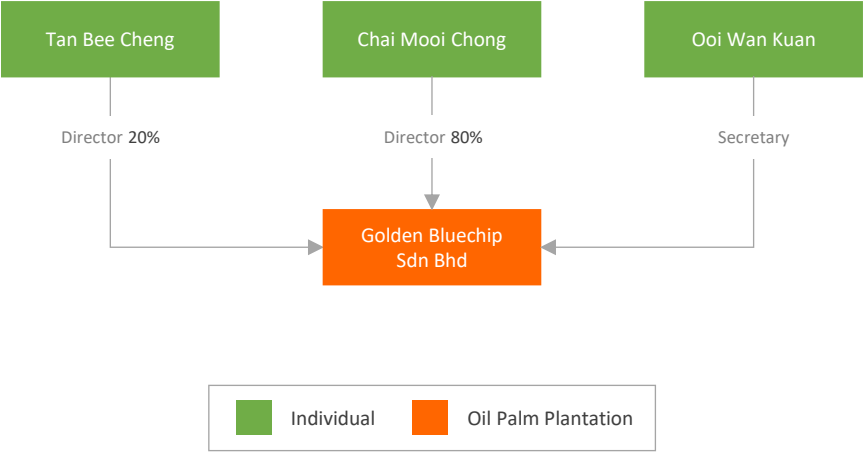 Tan Bee Cheng
Chai Mooi Chong
Ooi Wan Kuan
Director 20%
Director 80%
Secretary
Golden Bluechip
Sdn Bhd
Individual
Oil Palm Plantation